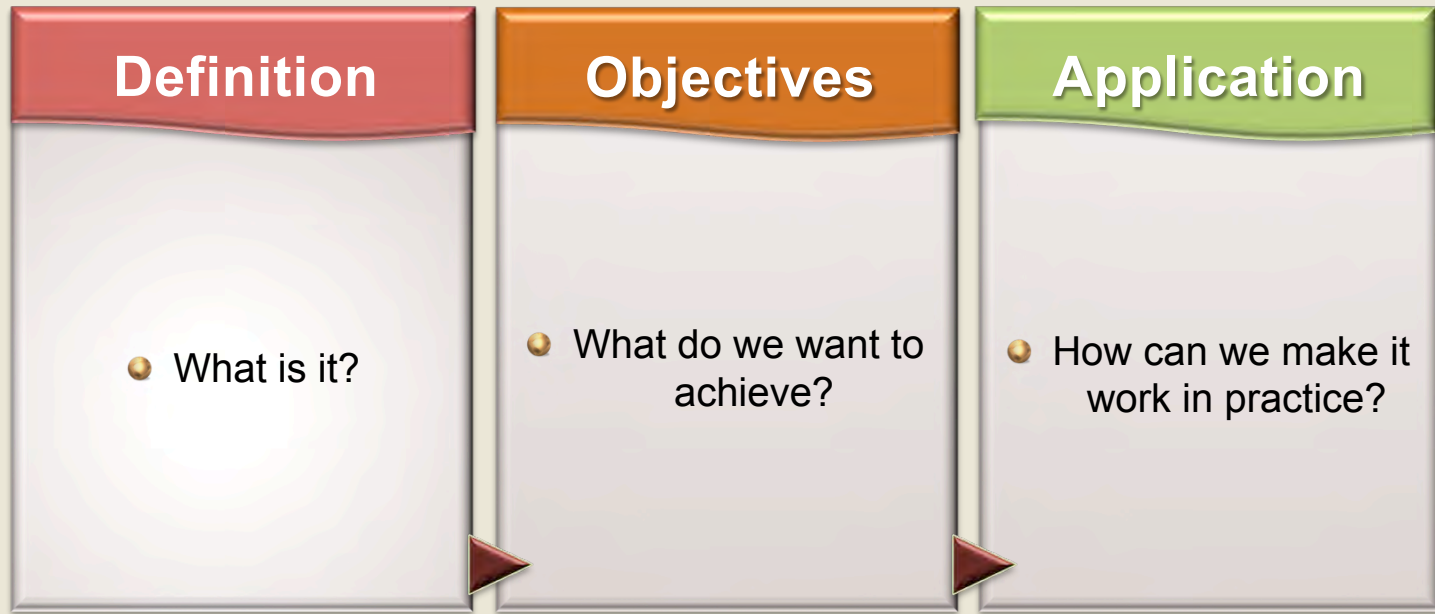 Definition
What is it?
Objectives
What do we want to
achieve?
Application
How can we make it
work in practice?